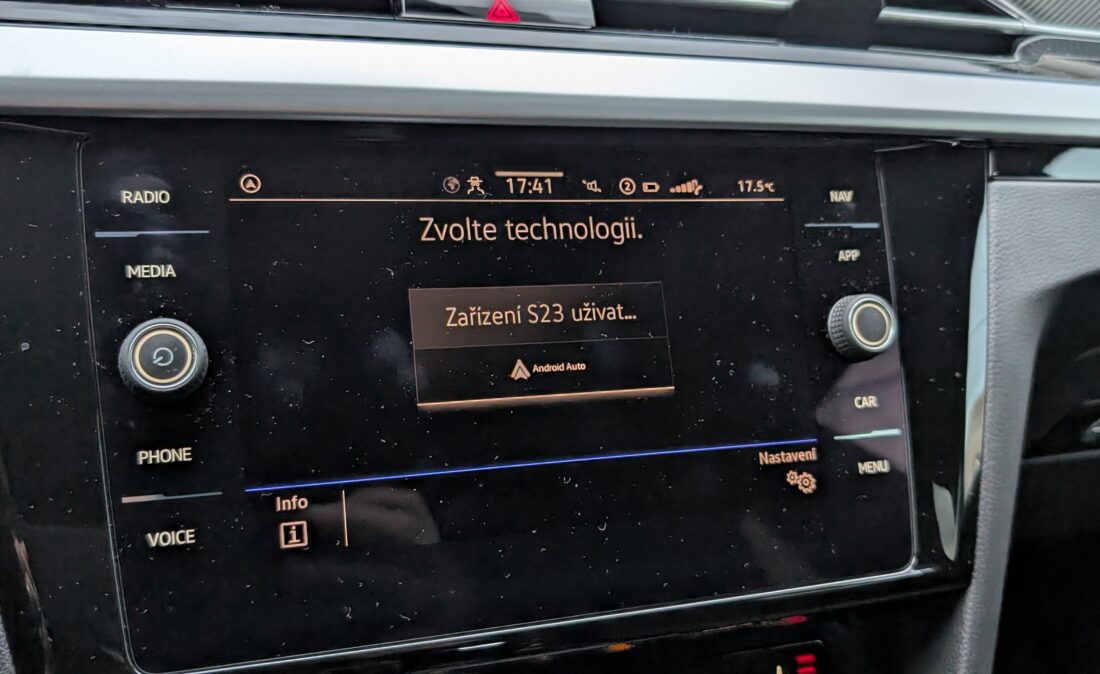 RADIO
MEDIA
PHONE
VOICE
17:41
2
17.5°C
Zvolte technologii.
Zařízení S23 uživat...
Android Auto
Nastavení
Info
i
NAV
APP
CAR
MENU